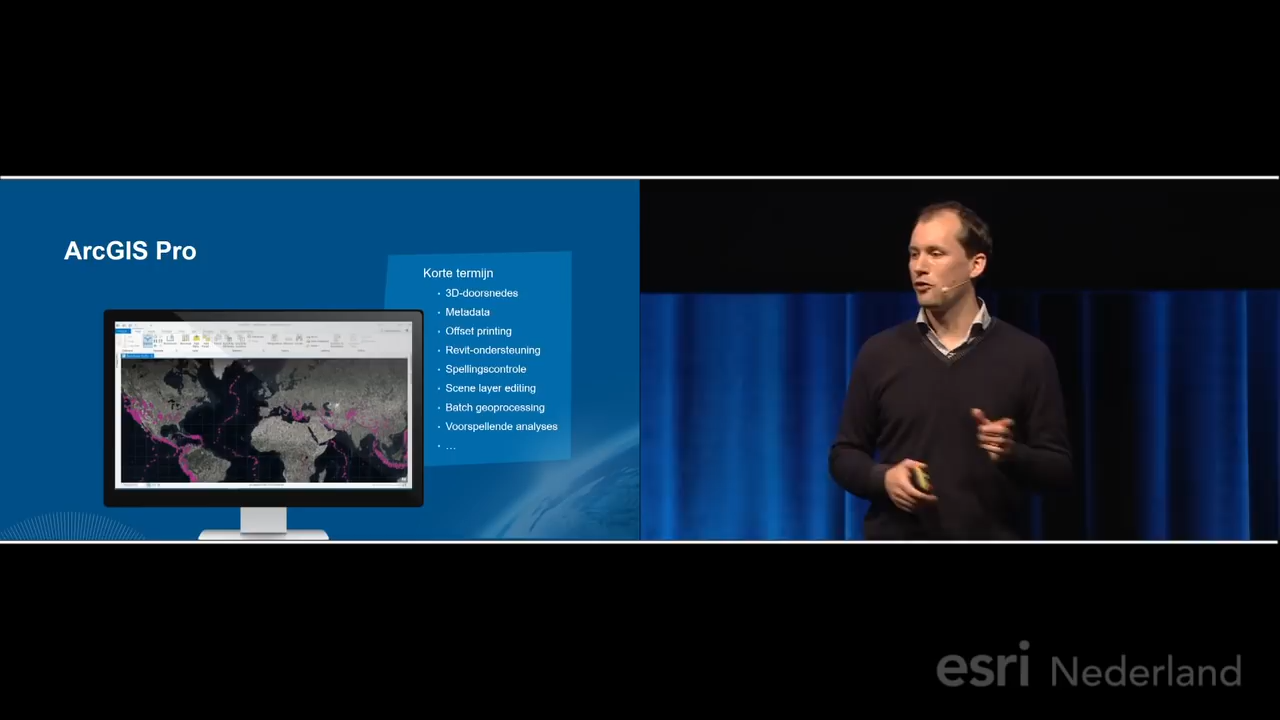 ArcGIS Pro
Korte termijn
• 3D-doorsnedes
• Metadata
• Offset printing
• Revit-ondersteuning
• Spellingscontrole
• Scene layer editing
• Batch geoprocessing
• Voorspellende analyses
• ...
esri Nederland